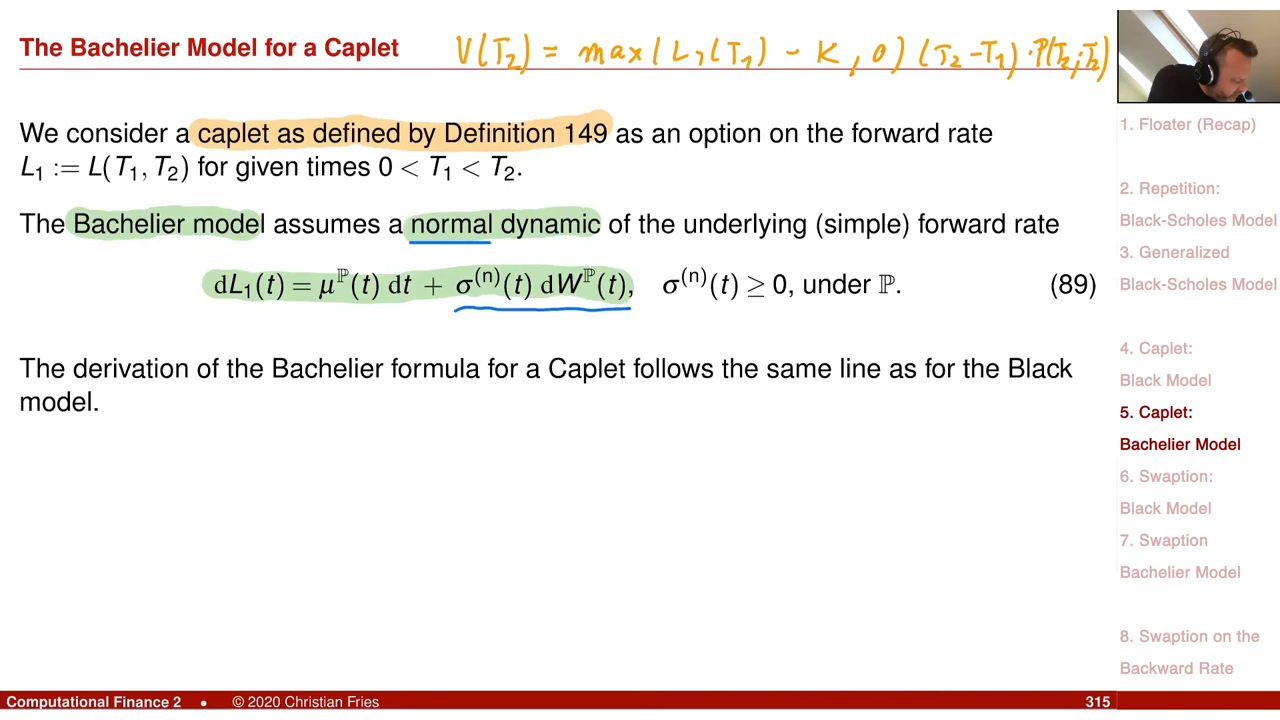 The Bachelier Model for a Caplet
V(T₂) = max(L₁(T₁) − K, 0) (T₂−T₁)·P(T₂;T₂)
We consider a caplet as defined by Definition 149 as an option on the forward rate
L₁ := L(T₁, T₂) for given times 0 < T₁ < T₂.
The Bachelier model assumes a normal dynamic of the underlying (simple) forward rate
dL₁(t) = μ^ℙ(t) dt + σ⁽ⁿ⁾(t) dW^ℙ(t), σ⁽ⁿ⁾(t) ≥ 0, under ℙ. (89)
The derivation of the Bachelier formula for a Caplet follows the same line as for the Black
model.
1. Floater (Recap)
2. Repetition:
Black-Scholes Model
3. Generalized
Black-Scholes Model
4. Caplet:
Black Model
5. Caplet:
Bachelier Model
6. Swaption:
Black Model
7. Swaption
Bachelier Model
8. Swaption on the
Backward Rate
Computational Finance 2 • © 2020 Christian Fries 315